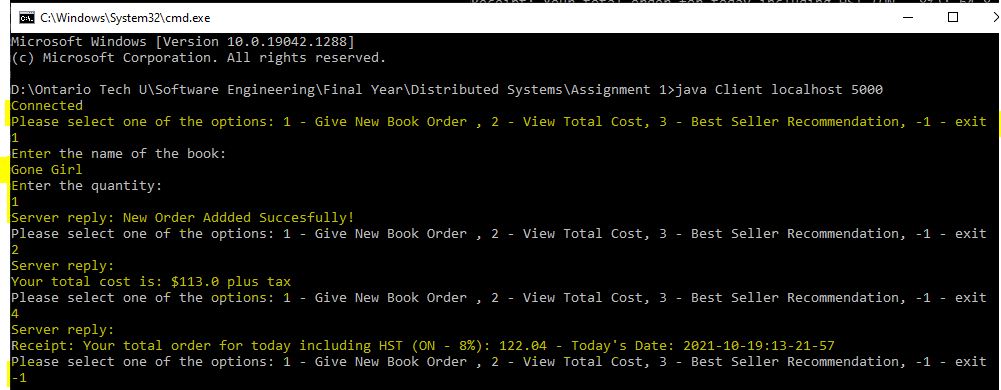 C:\Windows\System32\cmd.exe
Microsoft Windows [Version 10.0.19042.1288]
(c) Microsoft Corporation. All rights reserved.
D:\Ontario Tech U\Software Engineering\Final Year\Distributed Systems\Assignment 1>java Client localhost 5000
Connected
Please select one of the options: 1 - Give New Book Order , 2 - View Total Cost, 3 - Best Seller Recommendation, -1 - exit
1
Enter the name of the book:
Gone Girl
Enter the quantity:
1
Server reply: New Order Addded Succesfully!
Please select one of the options: 1 - Give New Book Order , 2 - View Total Cost, 3 - Best Seller Recommendation, -1 - exit
2
Server reply:
Your total cost is: $113.0 plus tax
Please select one of the options: 1 - Give New Book Order , 2 - View Total Cost, 3 - Best Seller Recommendation, -1 - exit
4
Server reply:
Receipt: Your total order for today including HST (ON - 8%): 122.04 - Today's Date: 2021-10-19:13-21-57
Please select one of the options: 1 - Give New Book Order , 2 - View Total Cost, 3 - Best Seller Recommendation, -1 - exit
-1